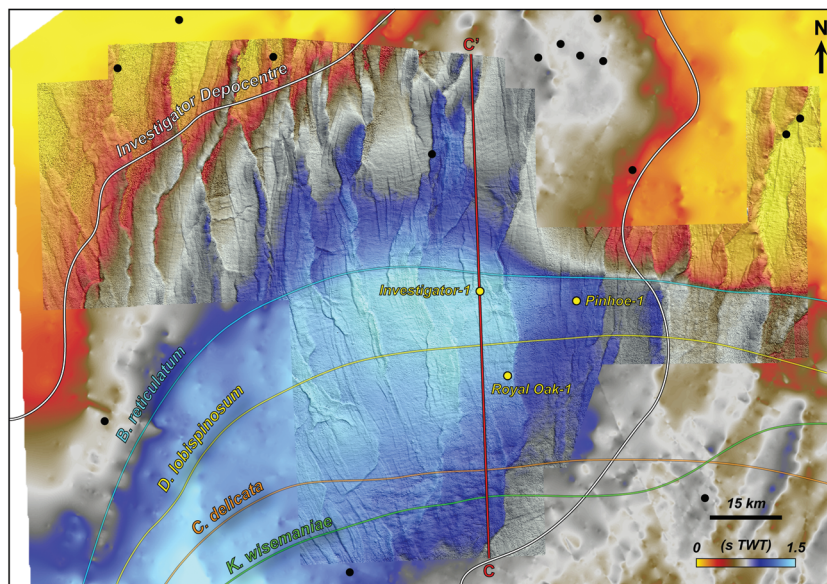 C'
N
Investigator Depocentre
Investigator-1
Pinhoe-1
B. reticulatum
Royal Oak-1
D. lobispinosum
C. delicata
K. wisemaniae
15 km
0 (s TWT) 1.5
C